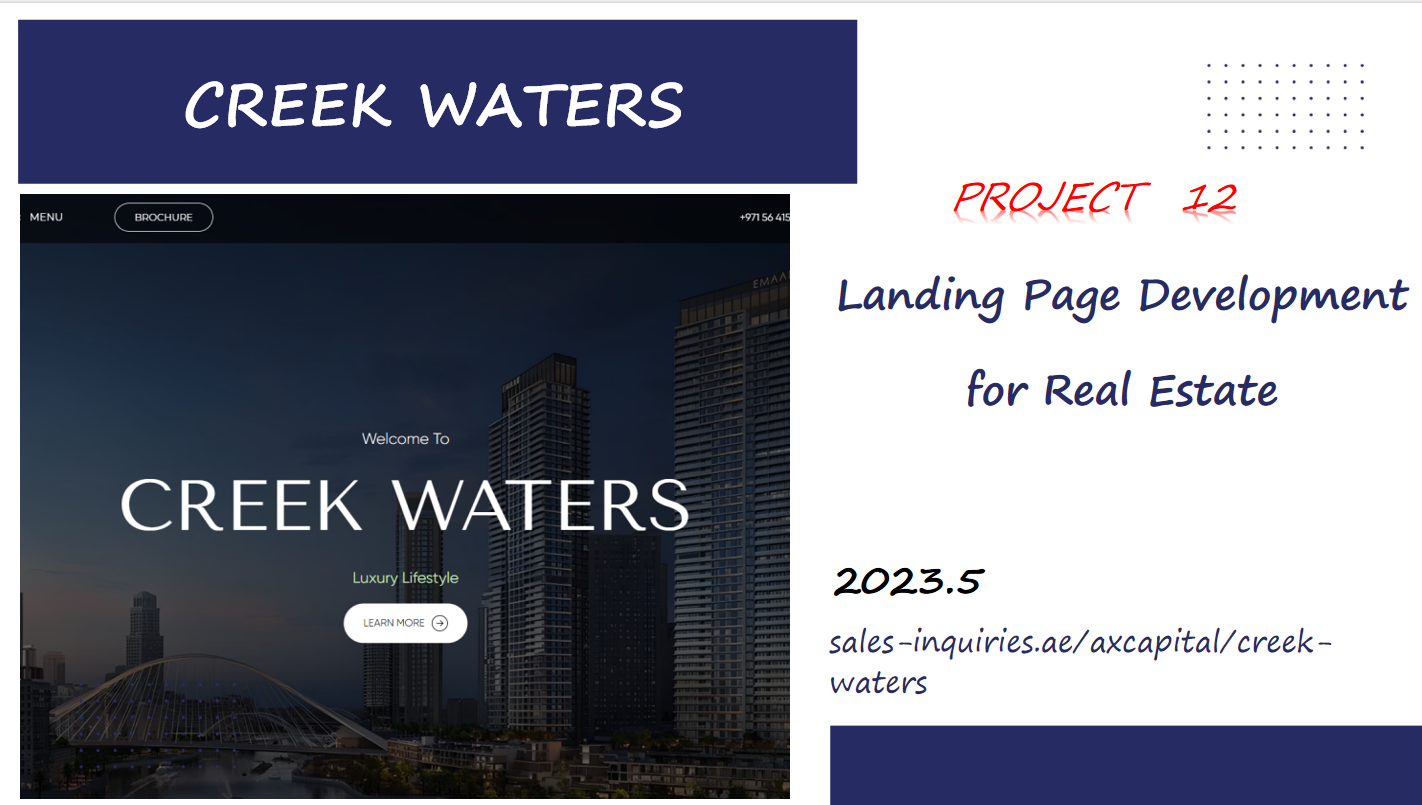 CREEK WATERS
MENU
BROCHURE
+971 56 415
EMAAR
EMAAR
Welcome To
CREEK WATERS
Luxury Lifestyle
LEARN MORE
PROJECT 12
Landing Page Development
for Real Estate
2023.5
sales-inquiries.ae/axcapital/creek-
waters